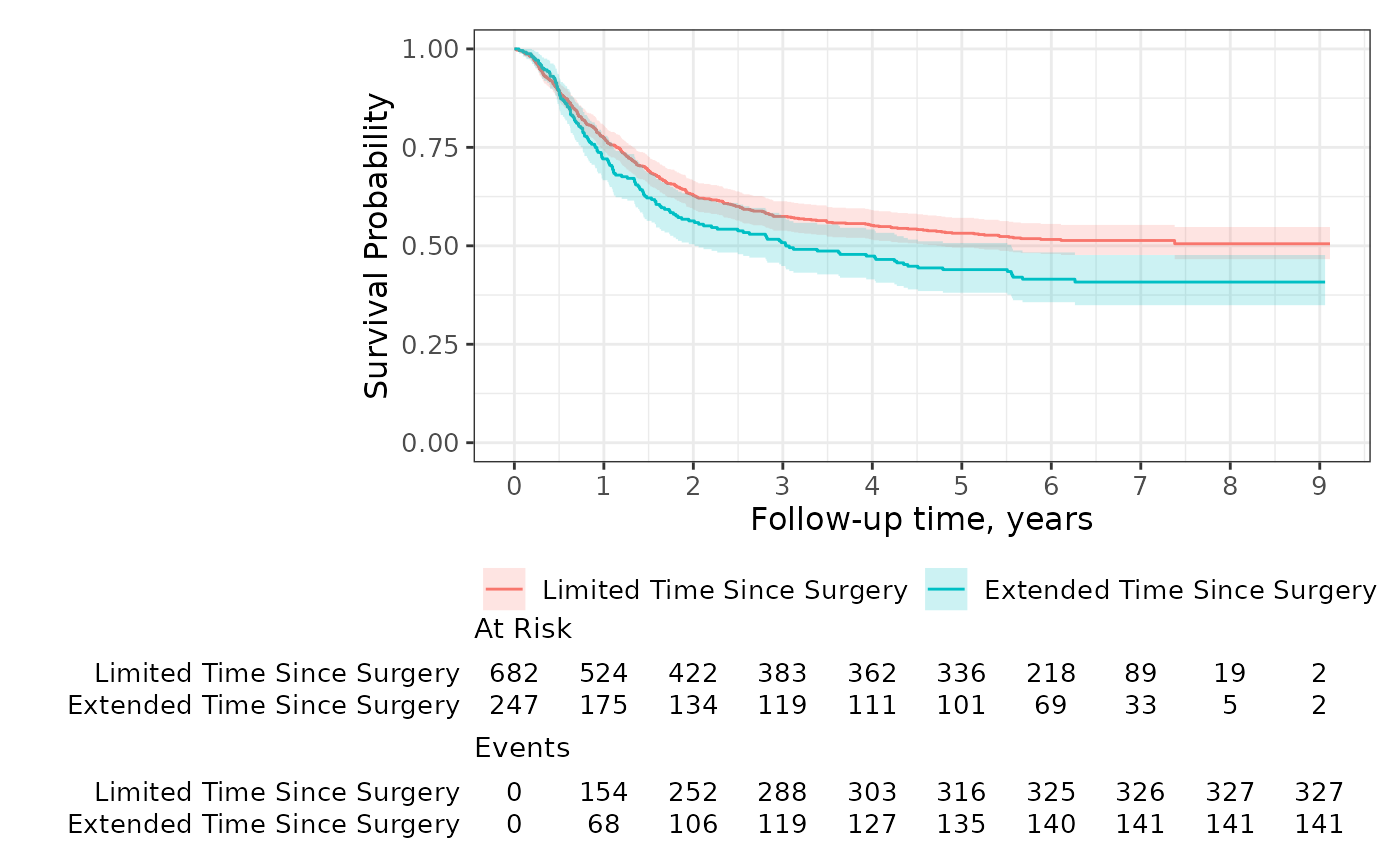 1.00
0.75
0.50
0.25
0.00
Survival Probability
0 1 2 3 4 5 6 7 8 9
Follow-up time, years
Limited Time Since Surgery Extended Time Since Surgery
At Risk
Limited Time Since Surgery 682 524 422 383 362 336 218 89 19 2
Extended Time Since Surgery 247 175 134 119 111 101 69 33 5 2
Events
Limited Time Since Surgery 0 154 252 288 303 316 325 326 327 327
Extended Time Since Surgery 0 68 106 119 127 135 140 141 141 141